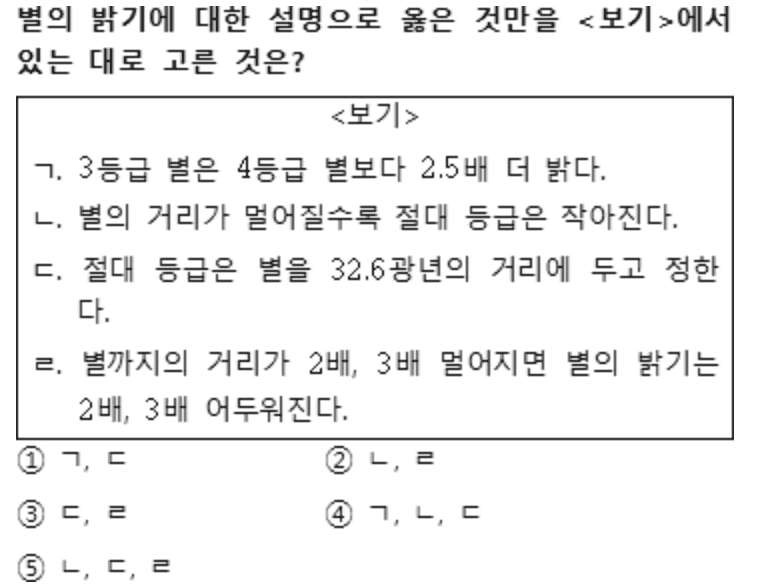 별의 밝기에 대한 설명으로 옳은 것만을 <보기>에서
있는 대로 고른 것은?
<보기>
ㄱ. 3등급 별은 4등급 별보다 2.5배 더 밝다.
ㄴ. 별의 거리가 멀어질수록 절대 등급은 작아진다.
ㄷ. 절대 등급은 별을 32.6광년의 거리에 두고 정한
다.
ㄹ. 별까지의 거리가 2배, 3배 멀어지면 별의 밝기는
2배, 3배 어두워진다.
① ㄱ, ㄷ ② ㄴ, ㄹ
③ ㄷ, ㄹ ④ ㄱ, ㄴ, ㄷ
⑤ ㄴ, ㄷ, ㄹ